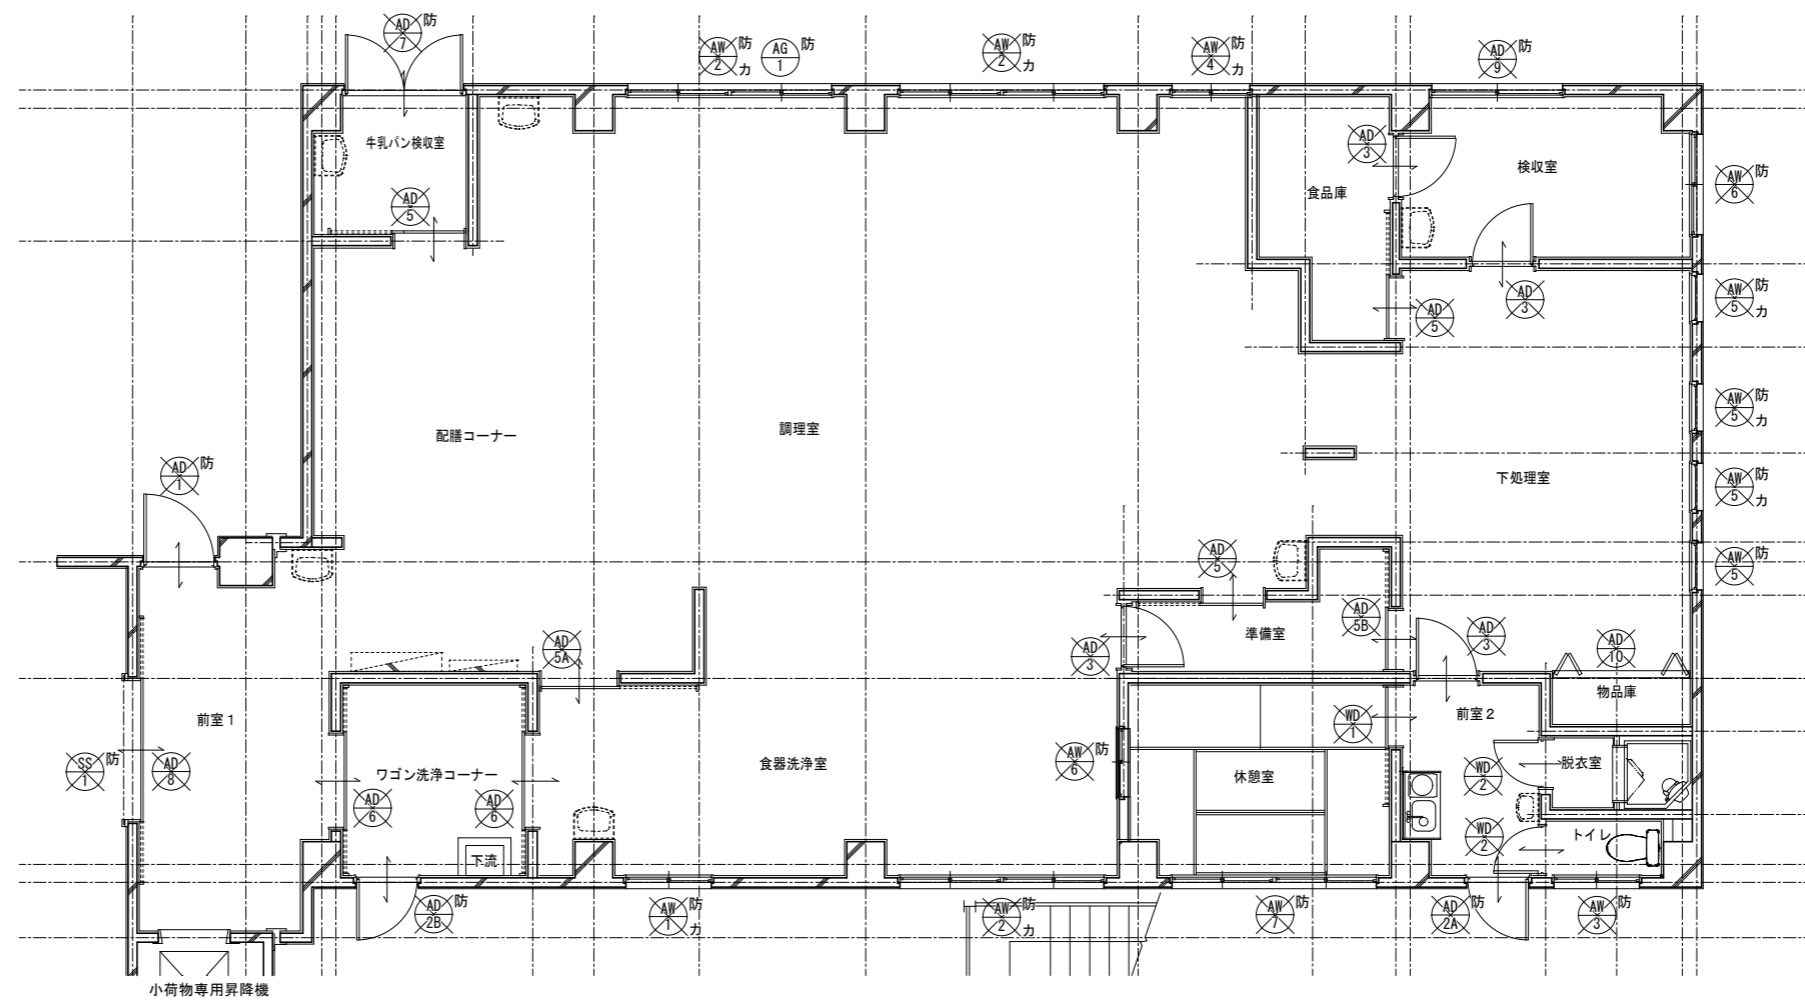 AD 7 防
AW 2 防 カ
AG 1 防
AW 2 防 カ
AW 4 防 カ
AD 9 防
牛乳パン検収室
AD 3
検収室
AW 6 防
食品庫
AD 5
AD 3
AW 5 防 カ
AD 5
AW 5 防 カ
配膳コーナー
調理室
下処理室
AD 1 防
AW 5 防 カ
AD 5
AW 5 防
AD 5B
準備室
AD 3
AD 10
AD 5A
AD 3
物品庫
前室1
WD 1
前室2
SS 1 防
AD 8
ワゴン洗浄コーナー
食器洗浄室
AW 6 防
休憩室
WD 2
脱衣室
AD 6
AD 6
WD 2
トイレ
下流
AD 2B 防
AW 1 防 カ
AW 2 防 カ
AW 7 防
AD 2A 防
AW 3 防
小荷物専用昇降機